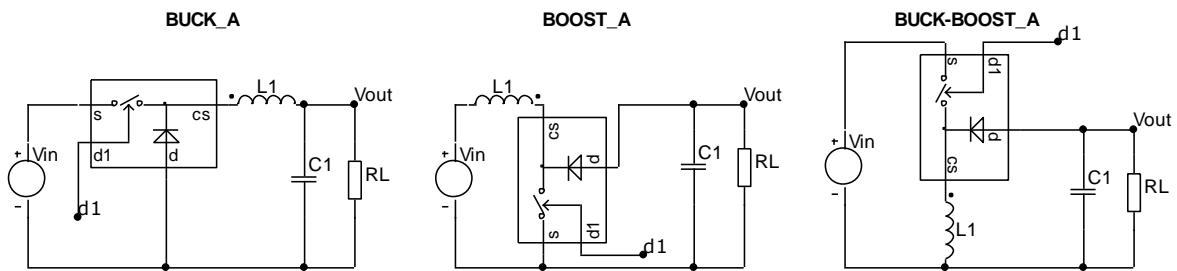 BUCK_A
s
cs
d1
d
d1
L1
Vout
Vin
+
-
C1
RL
BOOST_A
L1
cs
d
s
d1
d1
Vout
Vin
+
-
C1
RL
BUCK-BOOST_A
d1
s
d1
d
cs
Vout
Vin
+
-
L1
C1
RL